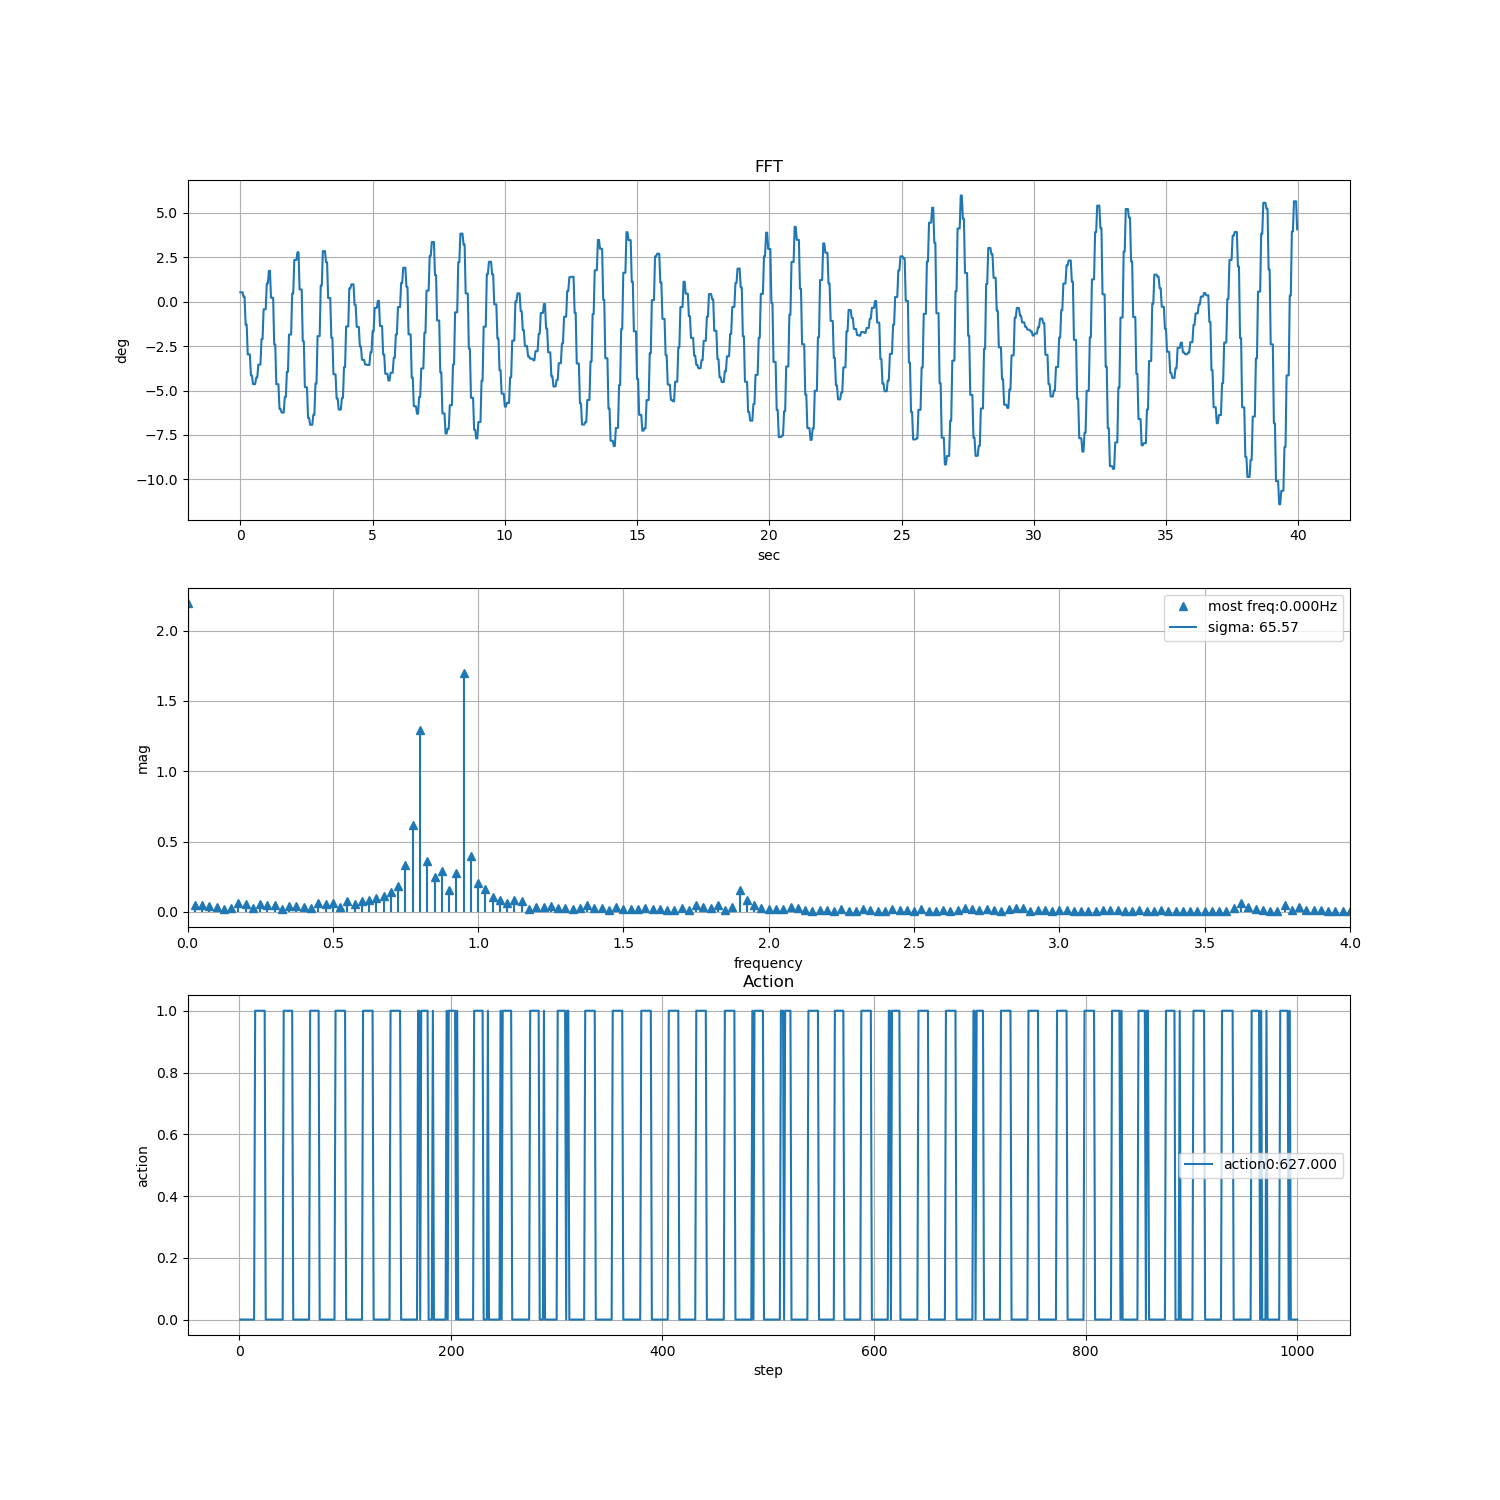 FFT
5.0
2.5
0.0
−2.5
−5.0
−7.5
−10.0
deg
0 5 10 15 20 25 30 35 40
sec
most freq:0.000Hz
sigma: 65.57
2.0
1.5
1.0
0.5
0.0
mag
0.0 0.5 1.0 1.5 2.0 2.5 3.0 3.5 4.0
frequency
Action
1.0
0.8
0.6
0.4
0.2
0.0
action
action0:627.000
0 200 400 600 800 1000
step